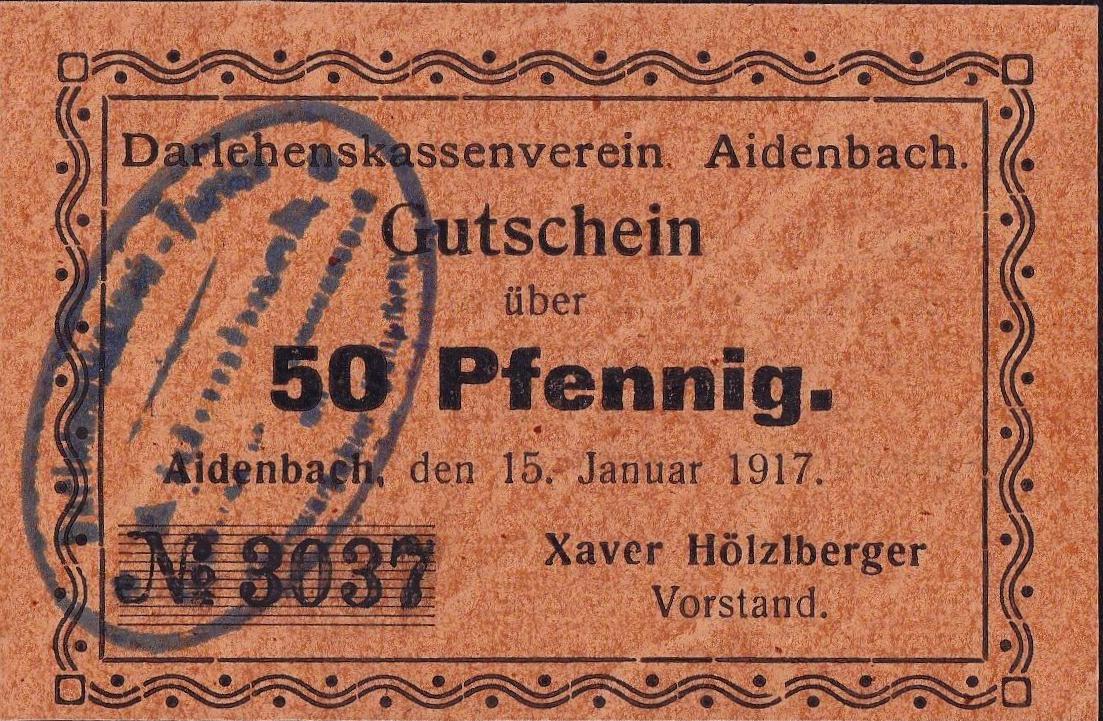 Darlehenskassenverein Aidenbach.
Gutschein
über
50 Pfennig.
Aidenbach, den 15. Januar 1917.
№ 3037
Xaver Hölzlberger
Vorstand.